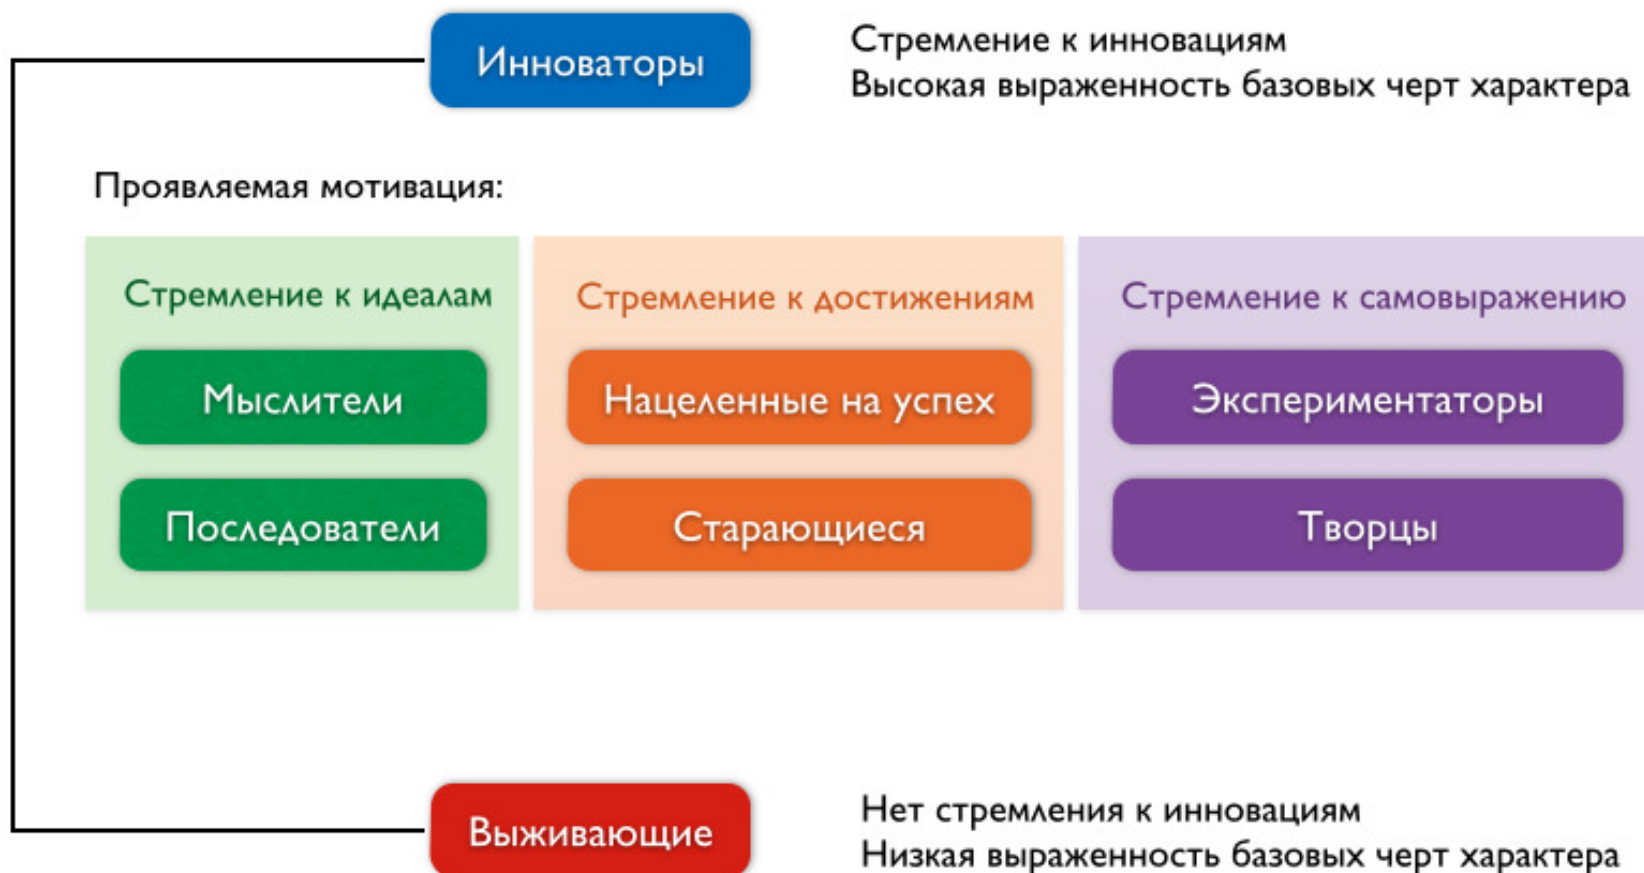 Инноваторы
Стремление к инновациям
Высокая выраженность базовых черт характера
Проявляемая мотивация:
Стремление к идеалам
Мыслители
Последователи
Стремление к достижениям
Нацеленные на успех
Старающиеся
Стремление к самовыражению
Экспериментаторы
Творцы
Выживающие
Нет стремления к инновациям
Низкая выраженность базовых черт характера